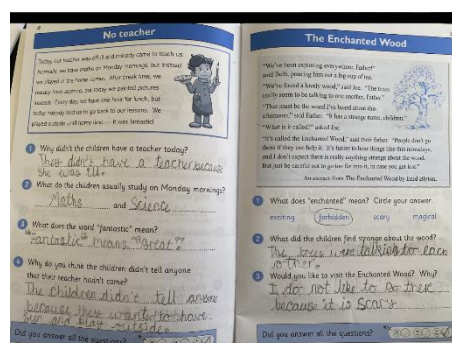 No teacher
Today, our teacher was off ill and nobody came to teach us.
Normally, we have maths on Monday mornings, but instead
we played in the home corner. After break time, we
usually have science, but today we painted pictures
instead. Every day, we have one hour for lunch, but
today nobody told us to go back to our lessons. We
played outside until home time — it was fantastic!
1 Why didn't the children have a teacher today?
They didn't have a teacher because
she was ill.
2 What do the children usually study on Monday mornings?
Maths and Science
3 What does the word "fantastic" mean?
"Fantastic" means "great".
4 Why do you think the children didn't tell anyone
that their teacher hadn't come?
The children didn't tell anyone
because they wanted to have
fun and play outside.
Did you answer all the questions?
The Enchanted Wood
"We've been exploring everywhere, Father!"
said Beth, pouring him out a big cup of tea.
"We've found a lovely wood," said Joe. "The trees
really seem to be talking to one another, Father."
"That must be the wood I've heard about this
afternoon," said Father. "It has a strange name, children."
"What is it called?" asked Joe.
"It's called the Enchanted Wood," said their father. "People don't go
there if they can help it. It's funny to hear things like this nowadays,
and I don't expect there is really anything strange about the wood.
But just be careful not to go too far into it, in case you get lost."
An extract from The Enchanted Wood by Enid Blyton.
1 What does "enchanted" mean? Circle your answer.
exciting forbidden scary magical
2 What did the children find strange about the wood?
The trees were talking to each
other.
3 Would you like to visit the Enchanted Wood? Why?
I do not like to go there
because it is scary
Did you answer all the questions?